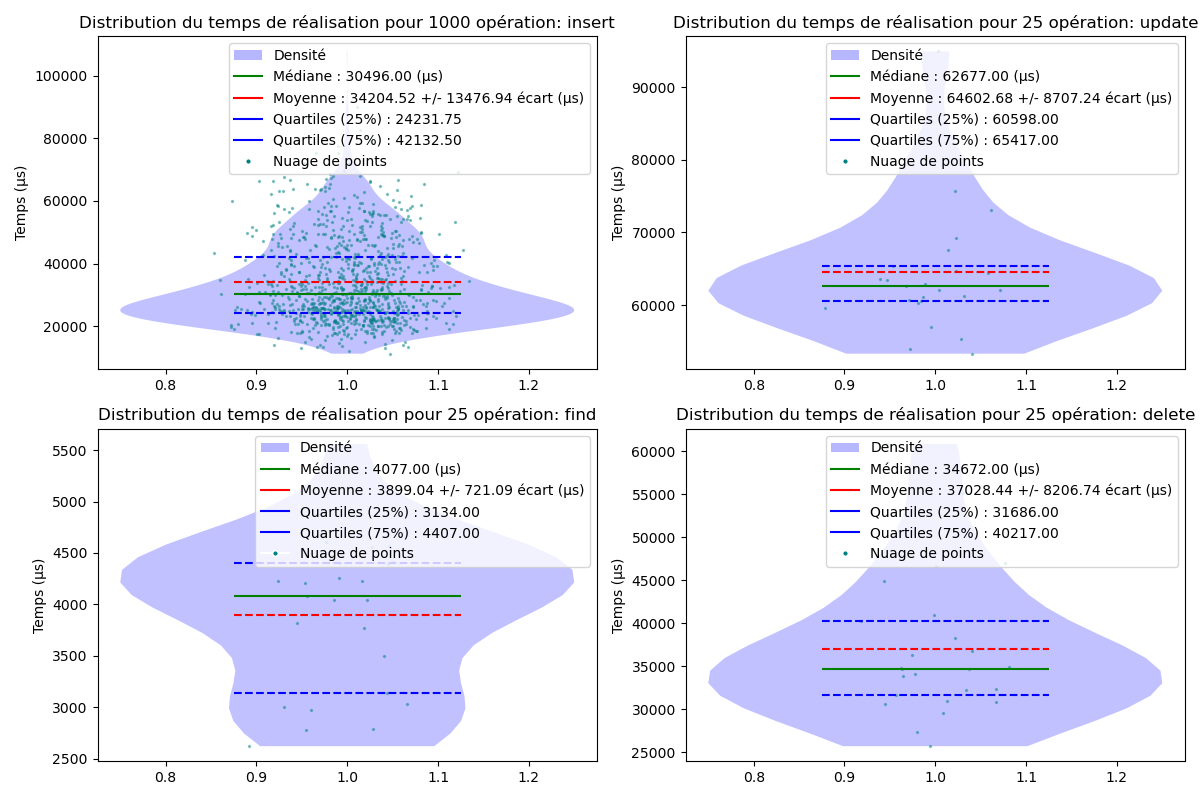 Distribution du temps de réalisation pour 1000 opération: insert
Temps (µs)
100000
80000
60000
40000
20000
Densité
Médiane : 30496.00 (µs)
Moyenne : 34204.52 +/- 13476.94 écart (µs)
Quartiles (25%) : 24231.75
Quartiles (75%) : 42132.50
Nuage de points
0.8 0.9 1.0 1.1 1.2
Distribution du temps de réalisation pour 25 opération: update
Temps (µs)
90000
80000
70000
60000
Densité
Médiane : 62677.00 (µs)
Moyenne : 64602.68 +/- 8707.24 écart (µs)
Quartiles (25%) : 60598.00
Quartiles (75%) : 65417.00
Nuage de points
0.8 0.9 1.0 1.1 1.2
Distribution du temps de réalisation pour 25 opération: find
Temps (µs)
5500
5000
4500
4000
3500
3000
2500
Densité
Médiane : 4077.00 (µs)
Moyenne : 3899.04 +/- 721.09 écart (µs)
Quartiles (25%) : 3134.00
Quartiles (75%) : 4407.00
Nuage de points
0.8 0.9 1.0 1.1 1.2
Distribution du temps de réalisation pour 25 opération: delete
Temps (µs)
60000
55000
50000
45000
40000
35000
30000
25000
Densité
Médiane : 34672.00 (µs)
Moyenne : 37028.44 +/- 8206.74 écart (µs)
Quartiles (25%) : 31686.00
Quartiles (75%) : 40217.00
Nuage de points
0.8 0.9 1.0 1.1 1.2